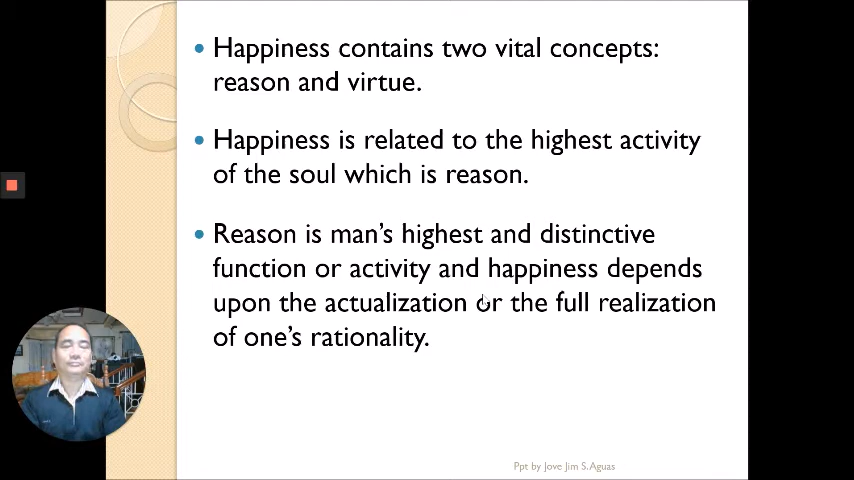 Happiness contains two vital concepts:
reason and virtue.
Happiness is related to the highest activity
of the soul which is reason.
Reason is man's highest and distinctive
function or activity and happiness depends
upon the actualization or the full realization
of one's rationality.
Ppt by Jove Jim S. Aguas